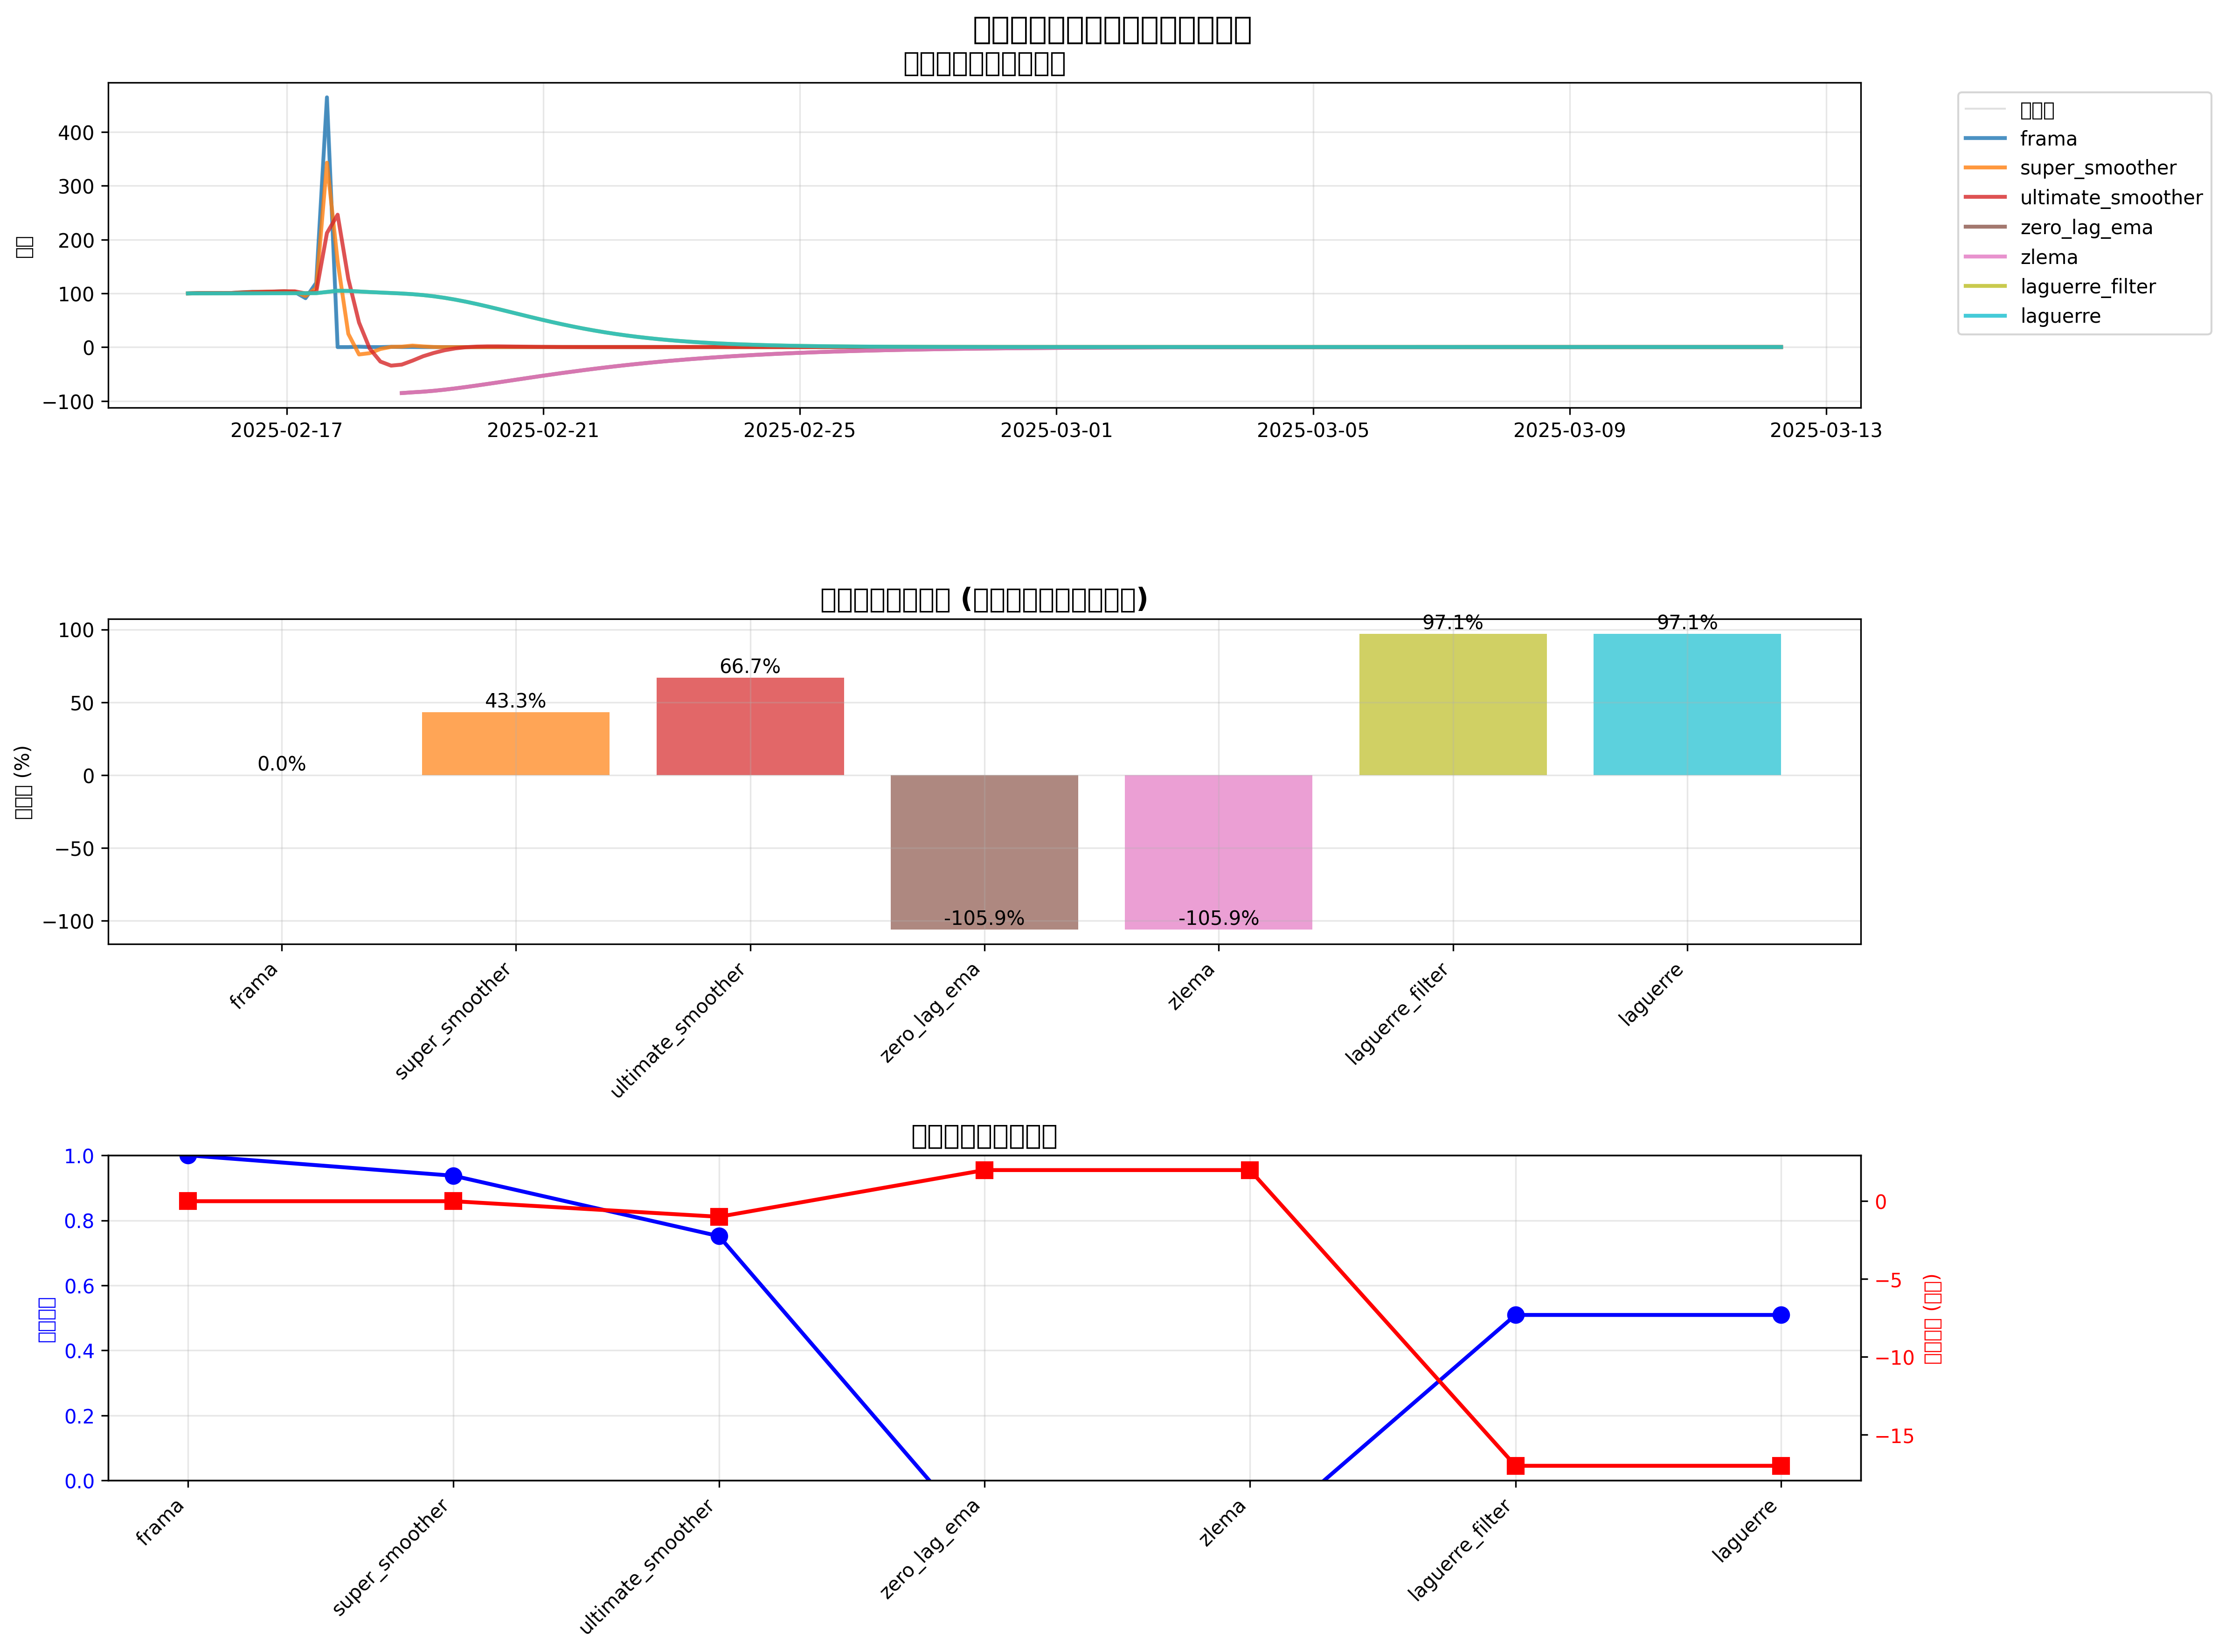 400
300
200
100
0
−100
2025-02-17
2025-02-21
2025-02-25
2025-03-01
2025-03-05
2025-03-09
2025-03-13
frama
super_smoother
ultimate_smoother
zero_lag_ema
zlema
laguerre_filter
laguerre
(%)
100
50
0
−50
−100
0.0%
43.3%
66.7%
-105.9%
-105.9%
97.1%
97.1%
frama
super_smoother
ultimate_smoother
zero_lag_ema
zlema
laguerre_filter
laguerre
1.0
0.8
0.6
0.4
0.2
0.0
0
−5
−10
−15
frama
super_smoother
ultimate_smoother
zero_lag_ema
zlema
laguerre_filter
laguerre